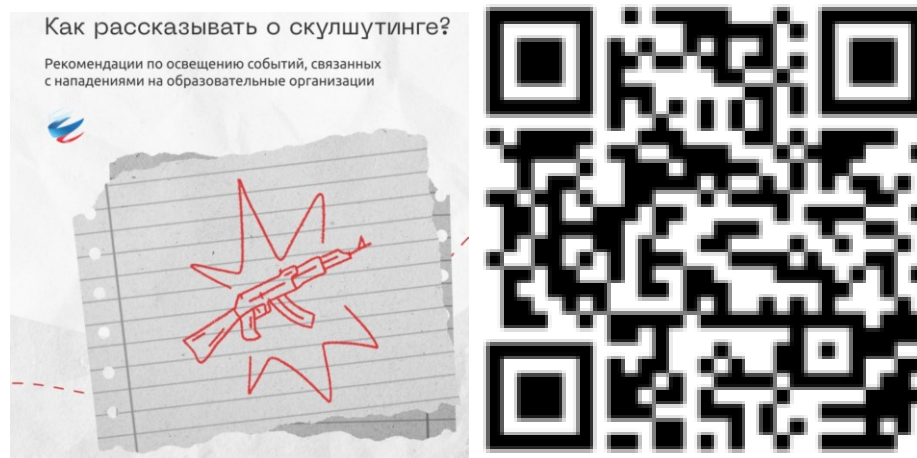 Как рассказывать о скулшутинге?
Рекомендации по освещению событий, связанных
с нападениями на образовательные организации